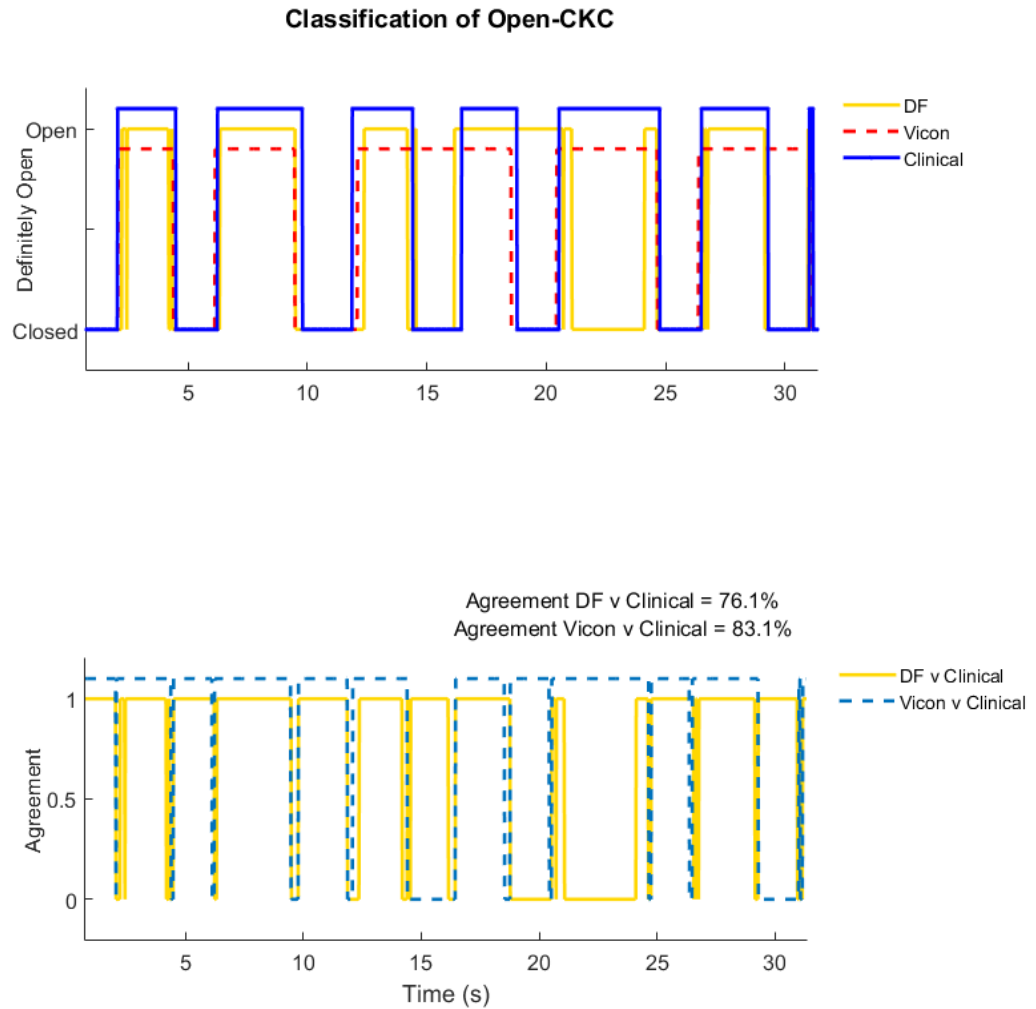 Classification of Open-CKC
Open
Definitely Open
Closed
5 10 15 20 25 30
DF
Vicon
Clinical
Agreement DF v Clinical = 76.1%
Agreement Vicon v Clinical = 83.1%
DF v Clinical
Vicon v Clinical
1
0.5
0
Agreement
5 10 15 20 25 30
Time (s)